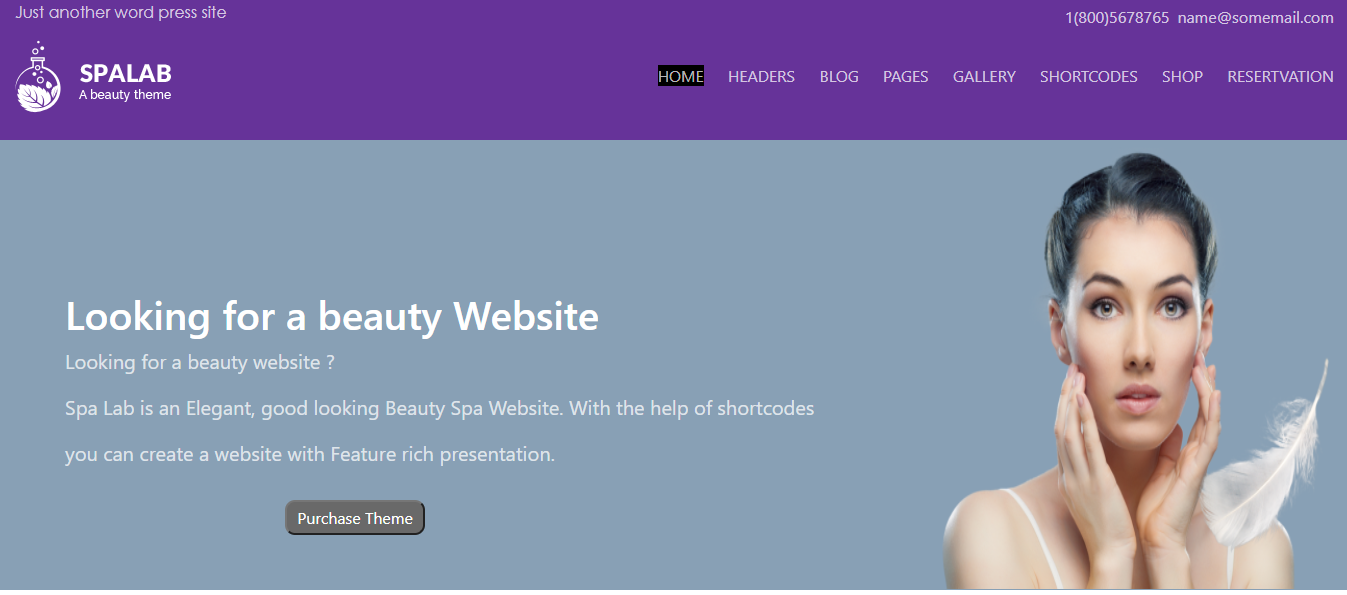 Just another word press site
1(800)5678765 name@somemail.com
SPALAB
A beauty theme
HOME HEADERS BLOG PAGES GALLERY SHORTCODES SHOP RESERTVATION
Looking for a beauty Website
Looking for a beauty website ?
Spa Lab is an Elegant, good looking Beauty Spa Website. With the help of shortcodes
you can create a website with Feature rich presentation.
Purchase Theme